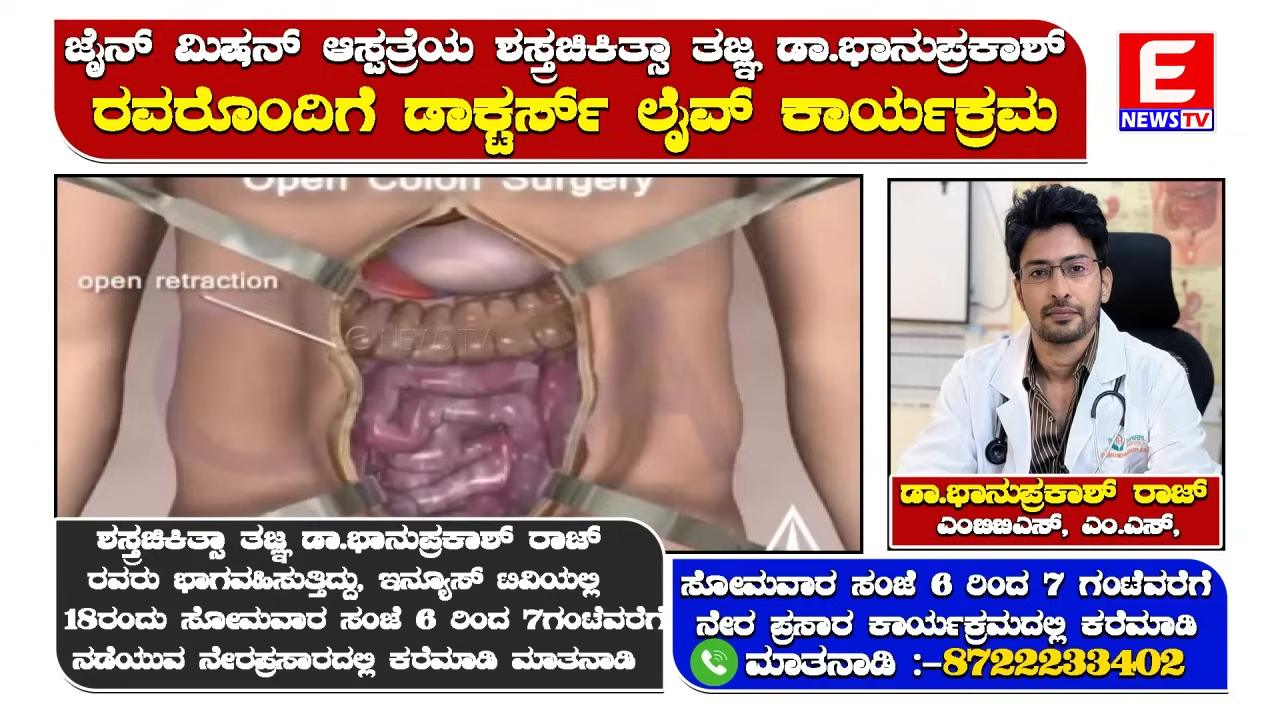 ಜೈನ್ ಮಿಷನ್ ಆಸ್ಪತ್ರೆಯ ಶಸ್ತ್ರಚಿಕಿತ್ಸಾ ತಜ್ಞ ಡಾ.ಭಾನುಪ್ರಕಾಶ್
ರವರೊಂದಿಗೆ ಡಾಕ್ಟರ್ಸ್ ಲೈವ್ ಕಾರ್ಯಕ್ರಮ
E
NEWSTV
Open Colon Surgery
open retraction
@NEWSTV
ಡಾ.ಭಾನುಪ್ರಕಾಶ್ ರಾಜ್
ಎಂಬಿಬಿಎಸ್, ಎಂ.ಎಸ್,
ಶಸ್ತ್ರಚಿಕಿತ್ಸಾ ತಜ್ಞ ಡಾ.ಭಾನುಪ್ರಕಾಶ್ ರಾಜ್
ರವರು ಭಾಗವಹಿಸುತ್ತಿದ್ದು, ಇನ್ಯೂಸ್ ಟಿವಿಯಲ್ಲಿ
18ರಂದು ಸೋಮವಾರ ಸಂಜೆ 6 ರಿಂದ 7ಗಂಟೆವರೆಗೆ
ನಡೆಯುವ ನೇರಪ್ರಸಾರದಲ್ಲಿ ಕರೆಮಾಡಿ ಮಾತನಾಡಿ
ಸೋಮವಾರ ಸಂಜೆ 6 ರಿಂದ 7 ಗಂಟೆವರೆಗೆ
ನೇರ ಪ್ರಸಾರ ಕಾರ್ಯಕ್ರಮದಲ್ಲಿ ಕರೆಮಾಡಿ
ಮಾತನಾಡಿ :-8722233402